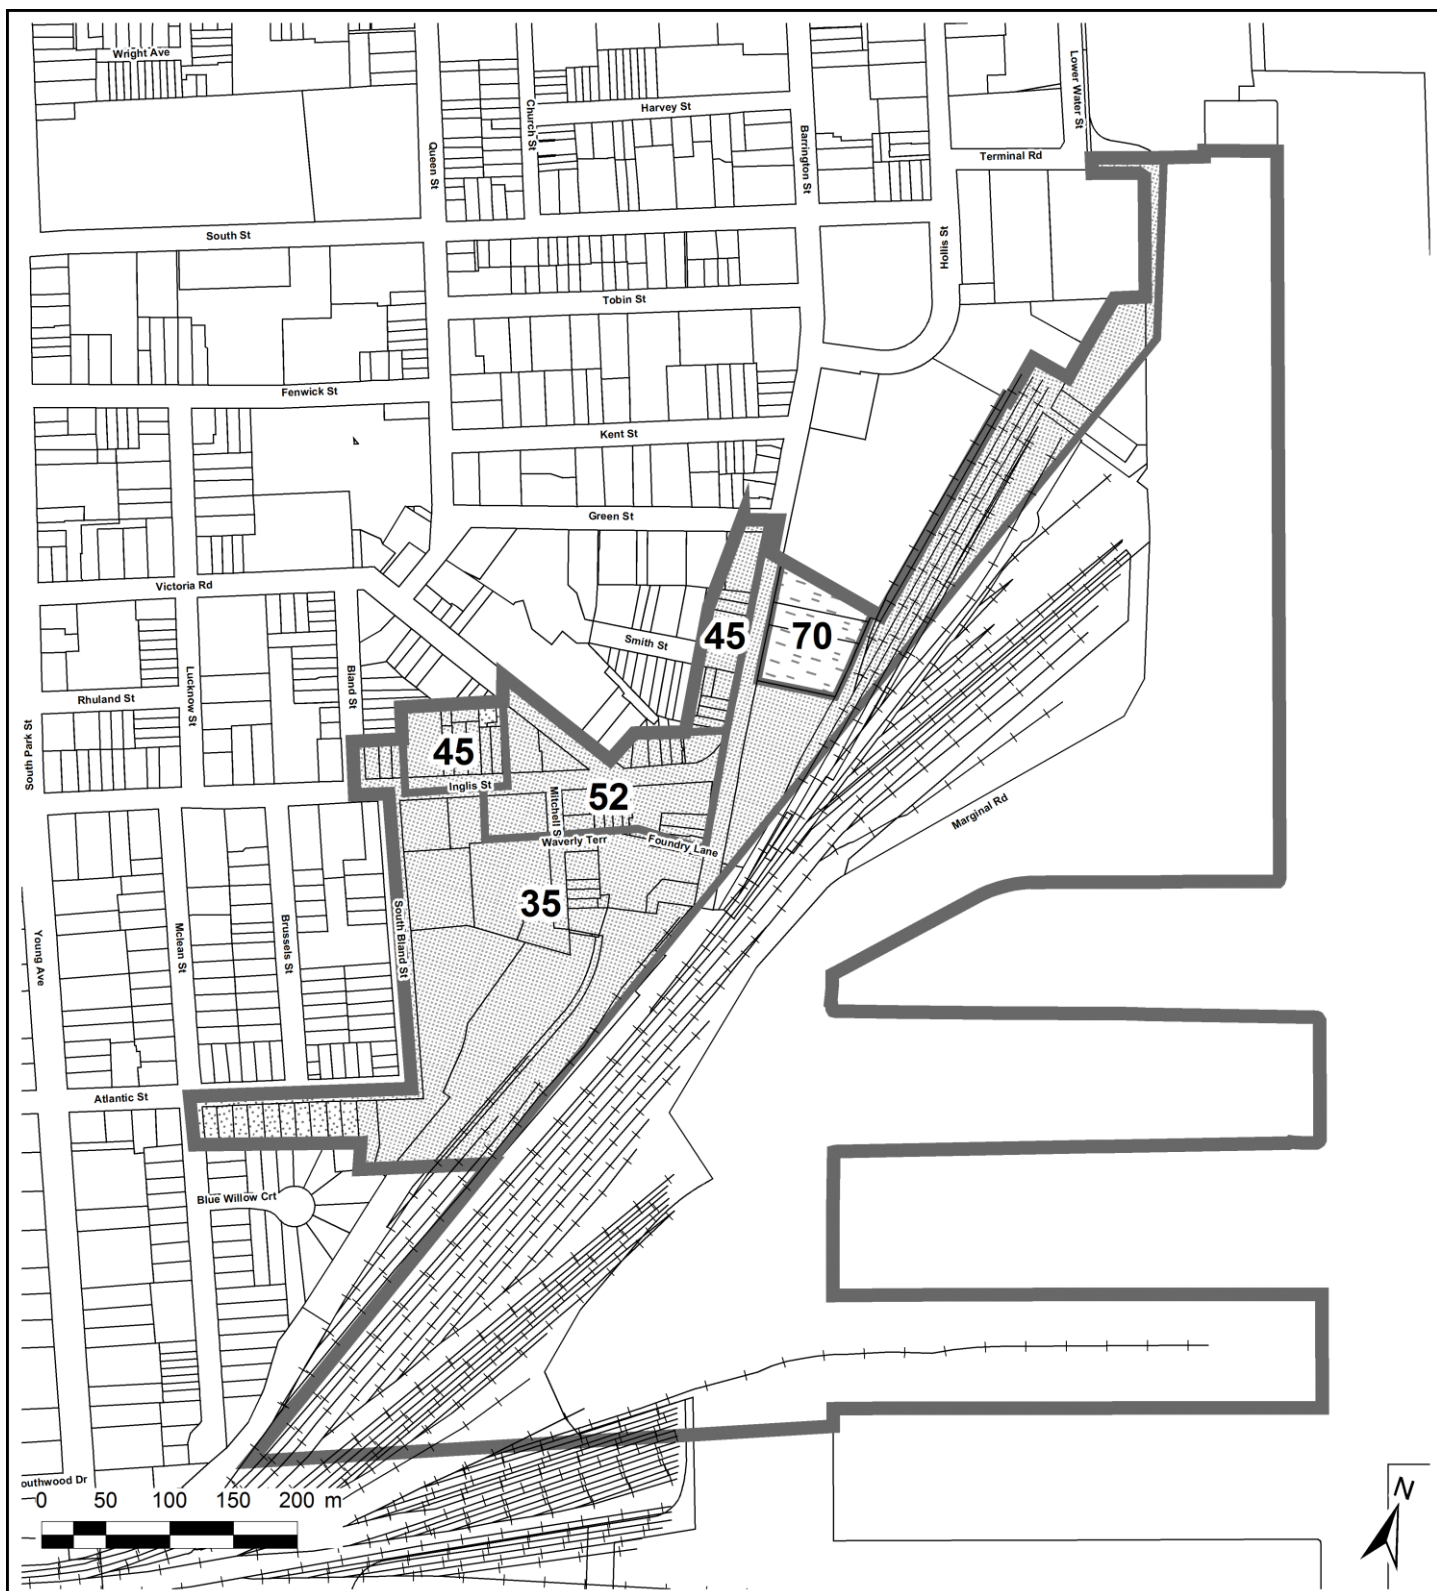 Wright Ave
Harvey St
Church St
Queen St
Barrington St
Lower Water St
Terminal Rd
South St
Hollis St
Tobin St
Fenwick St
Kent St
Green St
Victoria Rd
Smith St
45
70
Bland St
Lucknow St
Rhuland St
South Park St
45
Inglis St
52
Mitchell S
Waverly Terr
Foundry Lane
Marginal Rd
35
South Bland St
Mclean St
Brussels St
Young Ave
Atlantic St
Blue Willow Crt
outhwood Dr
0 50 100 150 200 m
N